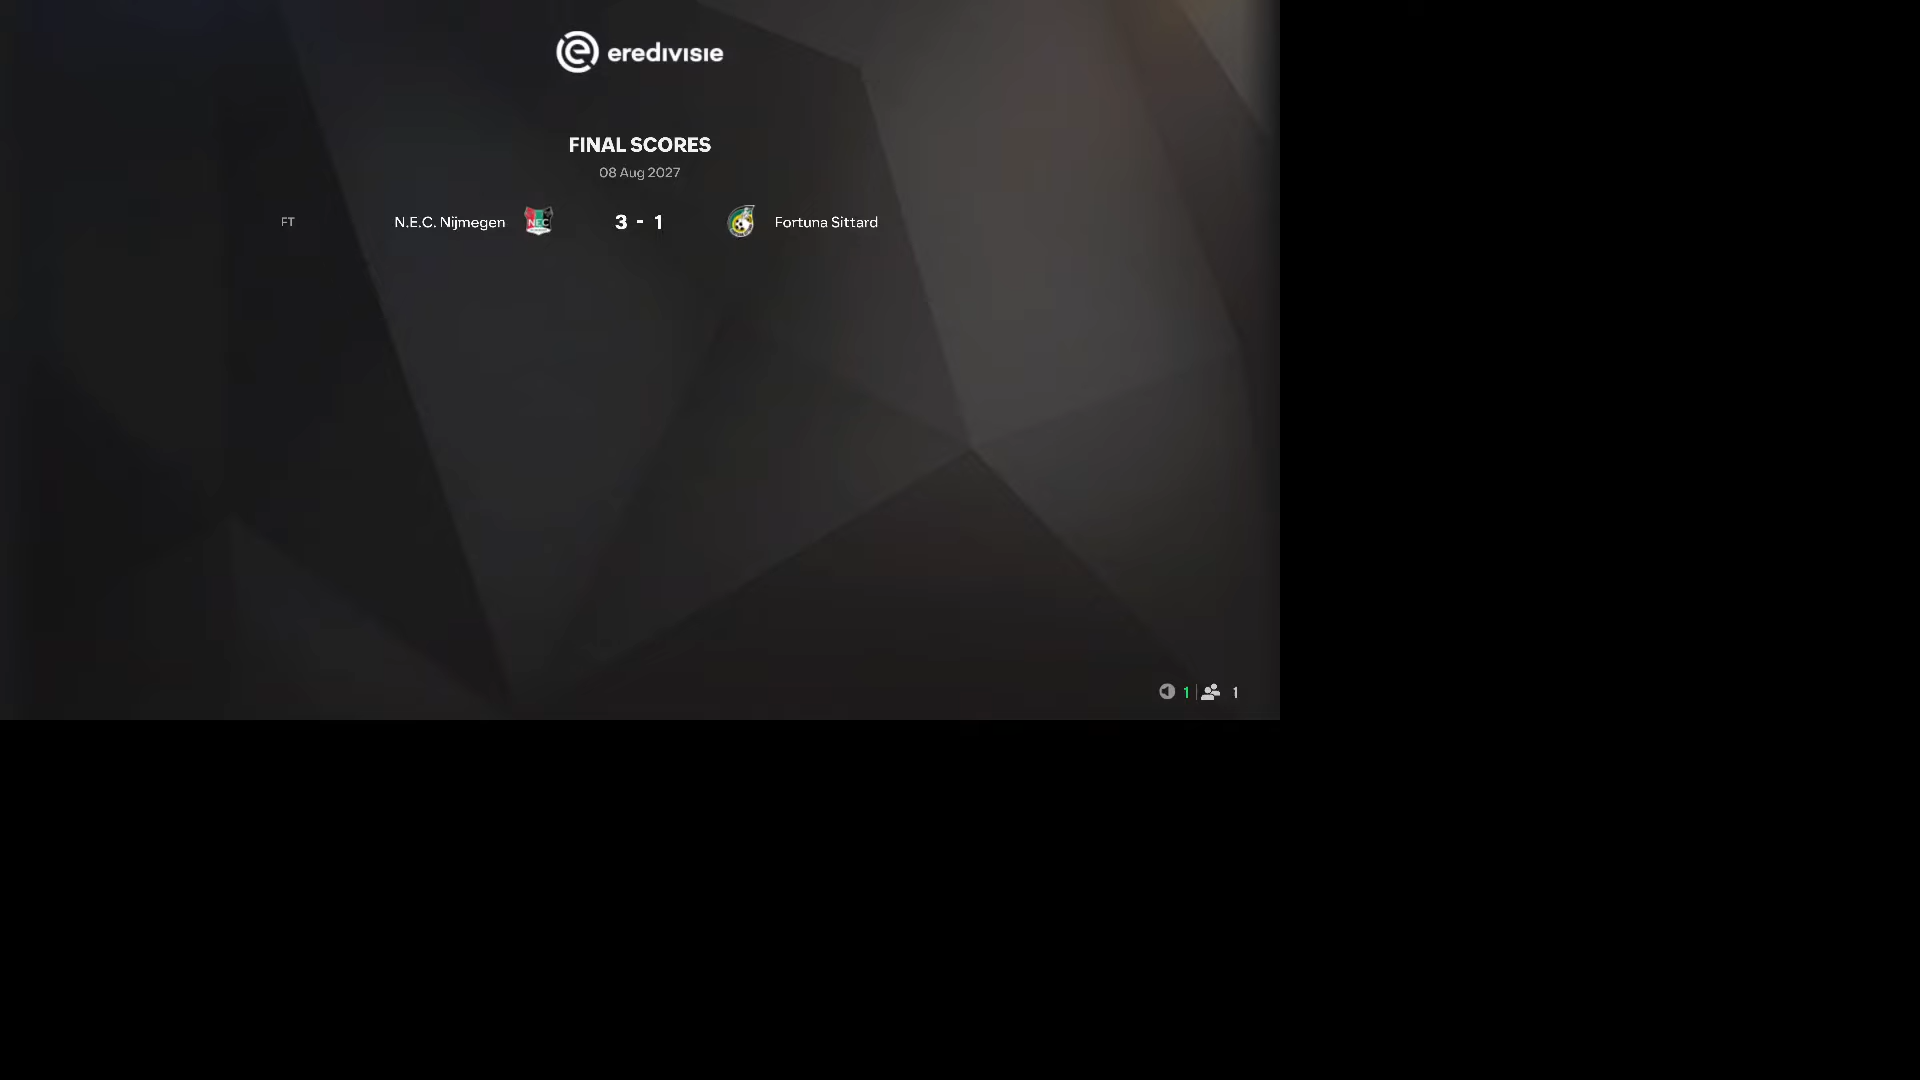 eredivisie
FINAL SCORES
08 Aug 2027
FT N.E.C. Nijmegen NEC 3 - 1 Fortuna Sittard
1 1